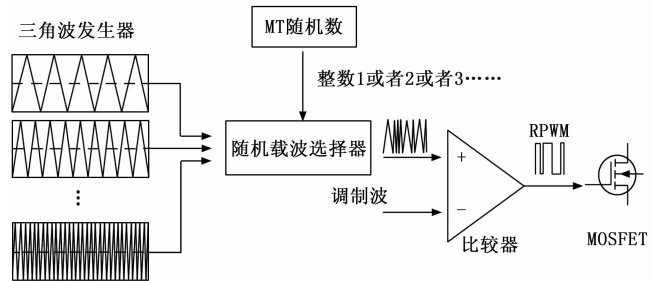 三角波发生器
MT随机数
整数1或者2或者3……
随机载波选择器
RPWM
+
调制波
−
比较器
MOSFET